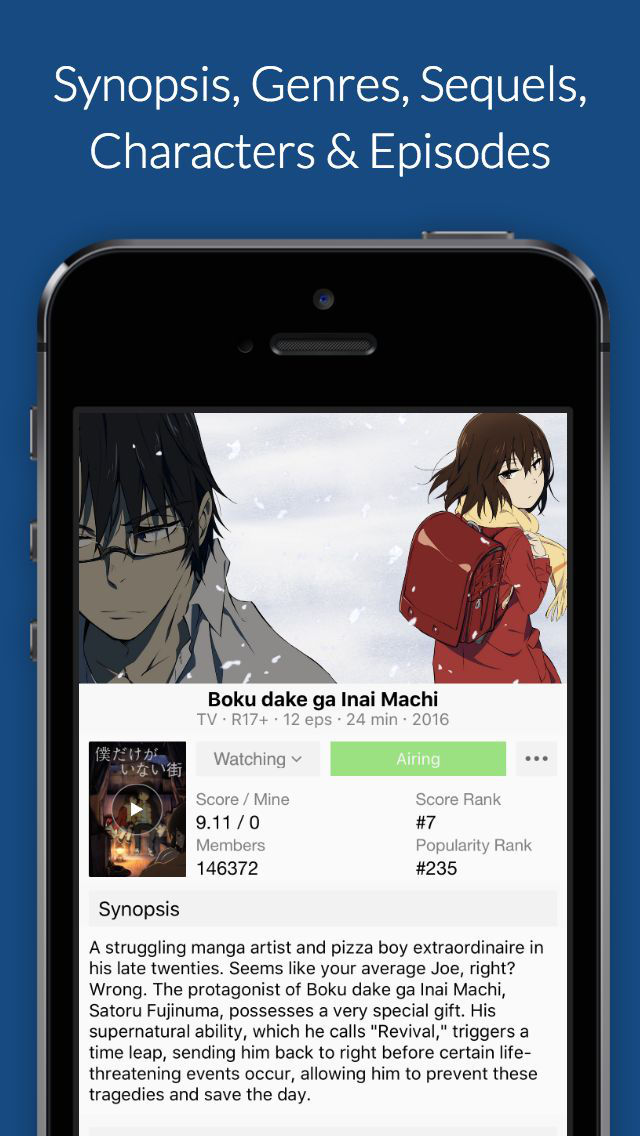 Synopsis, Genres, Sequels,
Characters & Episodes
Boku dake ga Inai Machi
TV · R17+ · 12 eps · 24 min · 2016
僕だけが
いない街
Watching
Airing
Score / Mine
Score Rank
9.11 / 0
#7
Members
Popularity Rank
146372
#235
Synopsis
A struggling manga artist and pizza boy extraordinaire in
his late twenties. Seems like your average Joe, right?
Wrong. The protagonist of Boku dake ga Inai Machi,
Satoru Fujinuma, possesses a very special gift. His
supernatural ability, which he calls "Revival," triggers a
time leap, sending him back to right before certain life-
threatening events occur, allowing him to prevent these
tragedies and save the day.